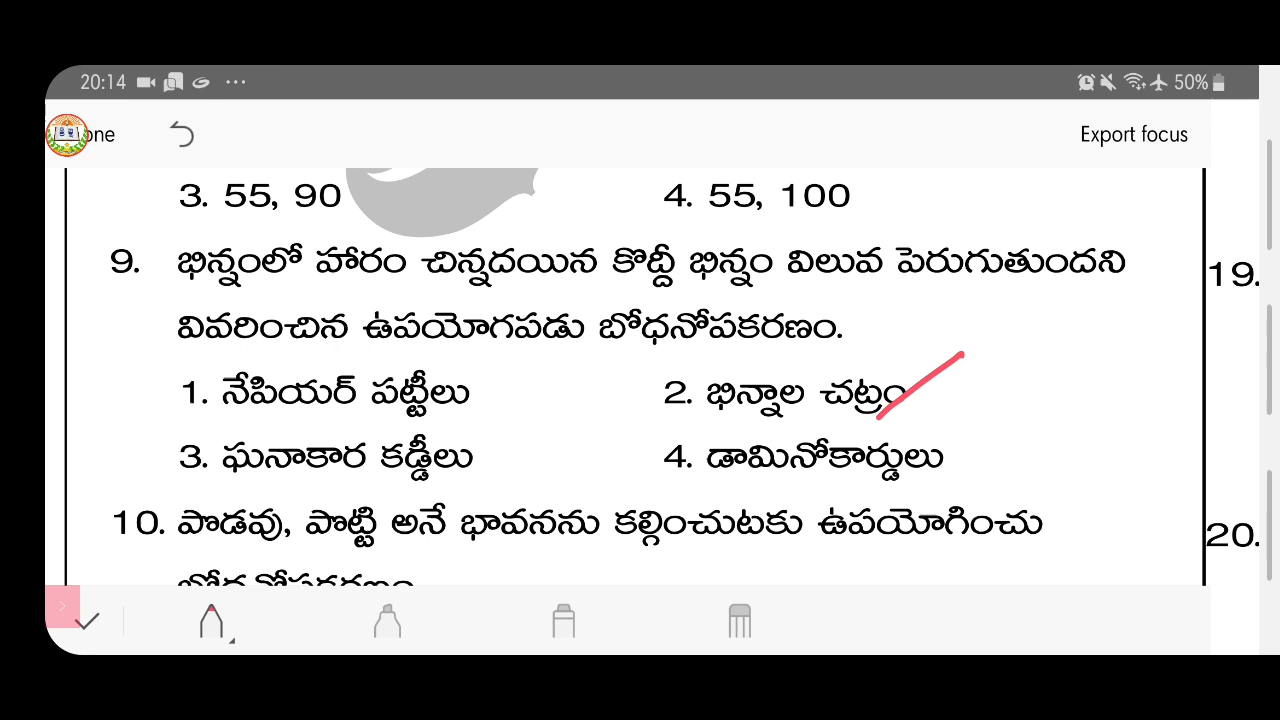 20:14 ... 50%
one Export focus
3. 55, 90 4. 55, 100
9. భిన్నంలో హారం చిన్నదయిన కొద్దీ భిన్నం విలువ పెరుగుతుందని
వివరించిన ఉపయోగపడు బోధనోపకరణం.
1. నేపియర్ పట్టీలు 2. భిన్నాల చట్రం
3. ఘనాకార కడ్డీలు 4. డామినోకార్డులు
10. పొడవు, పొట్టి అనే భావనను కల్గించుటకు ఉపయోగించు
19.
20.